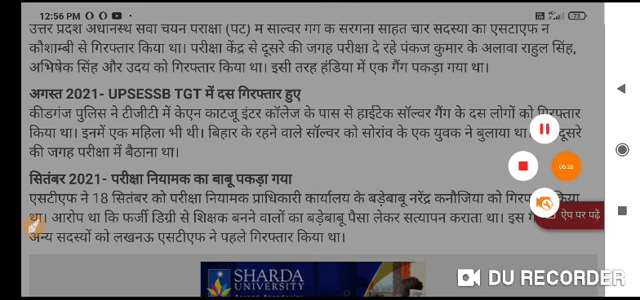 12:56 PM
73
उत्तर प्रदेश अधीनस्थ सेवा चयन परीक्षा (पेट) में सॉल्वर गैंग के सरगना सहित चार सदस्यों को एसटीएफ ने
कौशाम्बी से गिरफ्तार किया था। परीक्षा केंद्र से दूसरे की जगह परीक्षा दे रहे पंकज कुमार के अलावा राहुल सिंह,
अभिषेक सिंह और उदय को गिरफ्तार किया था। इसी तरह हंडिया में एक गैंग पकड़ा गया था।
अगस्त 2021- UPSESSB TGT में दस गिरफ्तार हुए
कीडगंज पुलिस ने टीजीटी में केएन काटजू इंटर कॉलेज के पास से हाईटेक सॉल्वर गैंग के दस लोगों को गिरफ्तार
किया था। इनमें एक महिला भी थी। बिहार के रहने वाले सॉल्वर को सोरांव के एक युवक ने बुलाया था। दूसरे
की जगह परीक्षा में बैठाना था।
सितंबर 2021- परीक्षा नियामक का बाबू पकड़ा गया
एसटीएफ ने 18 सितंबर को परीक्षा नियामक प्राधिकारी कार्यालय के बड़ेबाबू नरेंद्र कनौजिया को किया
था। आरोप था कि फर्जी डिग्री से शिक्षक बनने वालों का बड़ेबाबू पैसा लेकर सत्यापन कराता था। इस
अन्य सदस्यों को लखनऊ एसटीएफ ने पहले गिरफ्तार किया था।
06:28
ऐप पर पढ़ें
SHARDA
UNIVERSITY
DU RECORDER